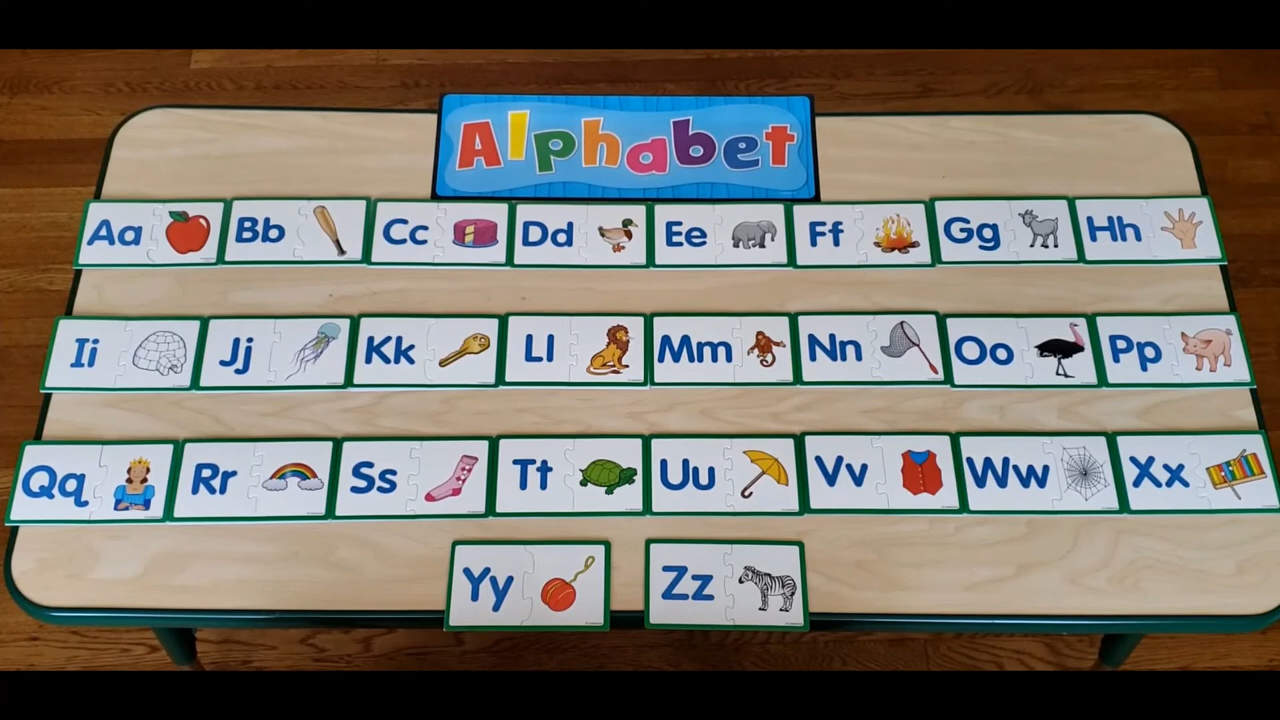 Alphabet
Aa Bb Cc Dd Ee Ff Gg Hh
Ii Jj Kk Ll Mm Nn Oo Pp
Qq Rr Ss Tt Uu Vv Ww Xx
Yy Zz